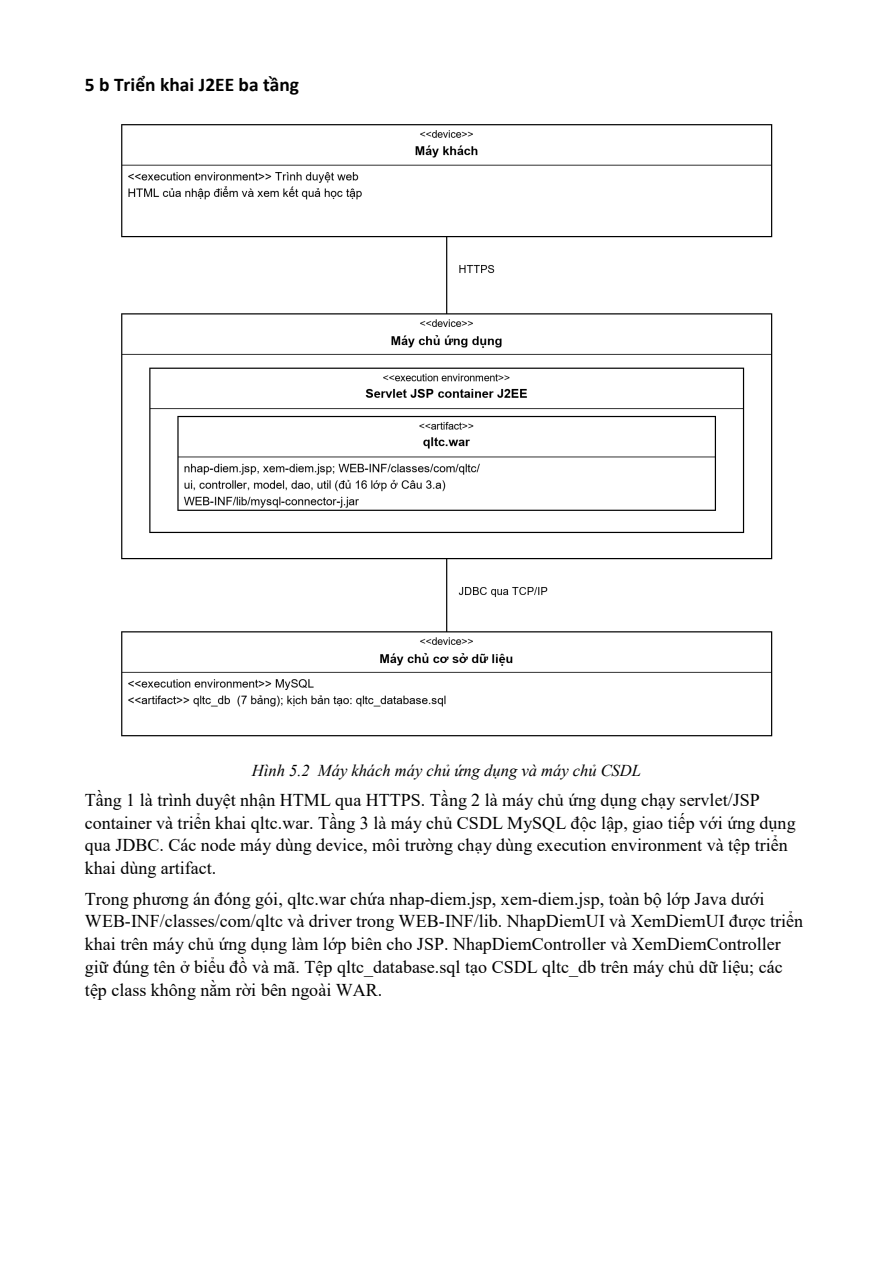 5 b Triển khai J2EE ba tầng
<<device>>
Máy khách
<<execution environment>> Trình duyệt web
HTML của nhập điểm và xem kết quả học tập
HTTPS
<<device>>
Máy chủ ứng dụng
<<execution environment>>
Servlet JSP container J2EE
<<artifact>>
qltc.war
nhap-diem.jsp, xem-diem.jsp; WEB-INF/classes/com/qltc/
ui, controller, model, dao, util (đủ 16 lớp ở Câu 3.a)
WEB-INF/lib/mysql-connector-j.jar
JDBC qua TCP/IP
<<device>>
Máy chủ cơ sở dữ liệu
<<execution environment>> MySQL
<<artifact>> qltc_db (7 bảng); kịch bản tạo: qltc_database.sql
Hình 5.2 Máy khách máy chủ ứng dụng và máy chủ CSDL
Tầng 1 là trình duyệt nhận HTML qua HTTPS. Tầng 2 là máy chủ ứng dụng chạy servlet/JSP
container và triển khai qltc.war. Tầng 3 là máy chủ CSDL MySQL độc lập, giao tiếp với ứng dụng
qua JDBC. Các node máy dùng device, môi trường chạy dùng execution environment và tệp triển
khai dùng artifact.
Trong phương án đóng gói, qltc.war chứa nhap-diem.jsp, xem-diem.jsp, toàn bộ lớp Java dưới
WEB-INF/classes/com/qltc và driver trong WEB-INF/lib. NhapDiemUI và XemDiemUI được triển
khai trên máy chủ ứng dụng làm lớp biên cho JSP. NhapDiemController và XemDiemController
giữ đúng tên ở biểu đồ và mã. Tệp qltc_database.sql tạo CSDL qltc_db trên máy chủ dữ liệu; các
tệp class không nằm rời bên ngoài WAR.